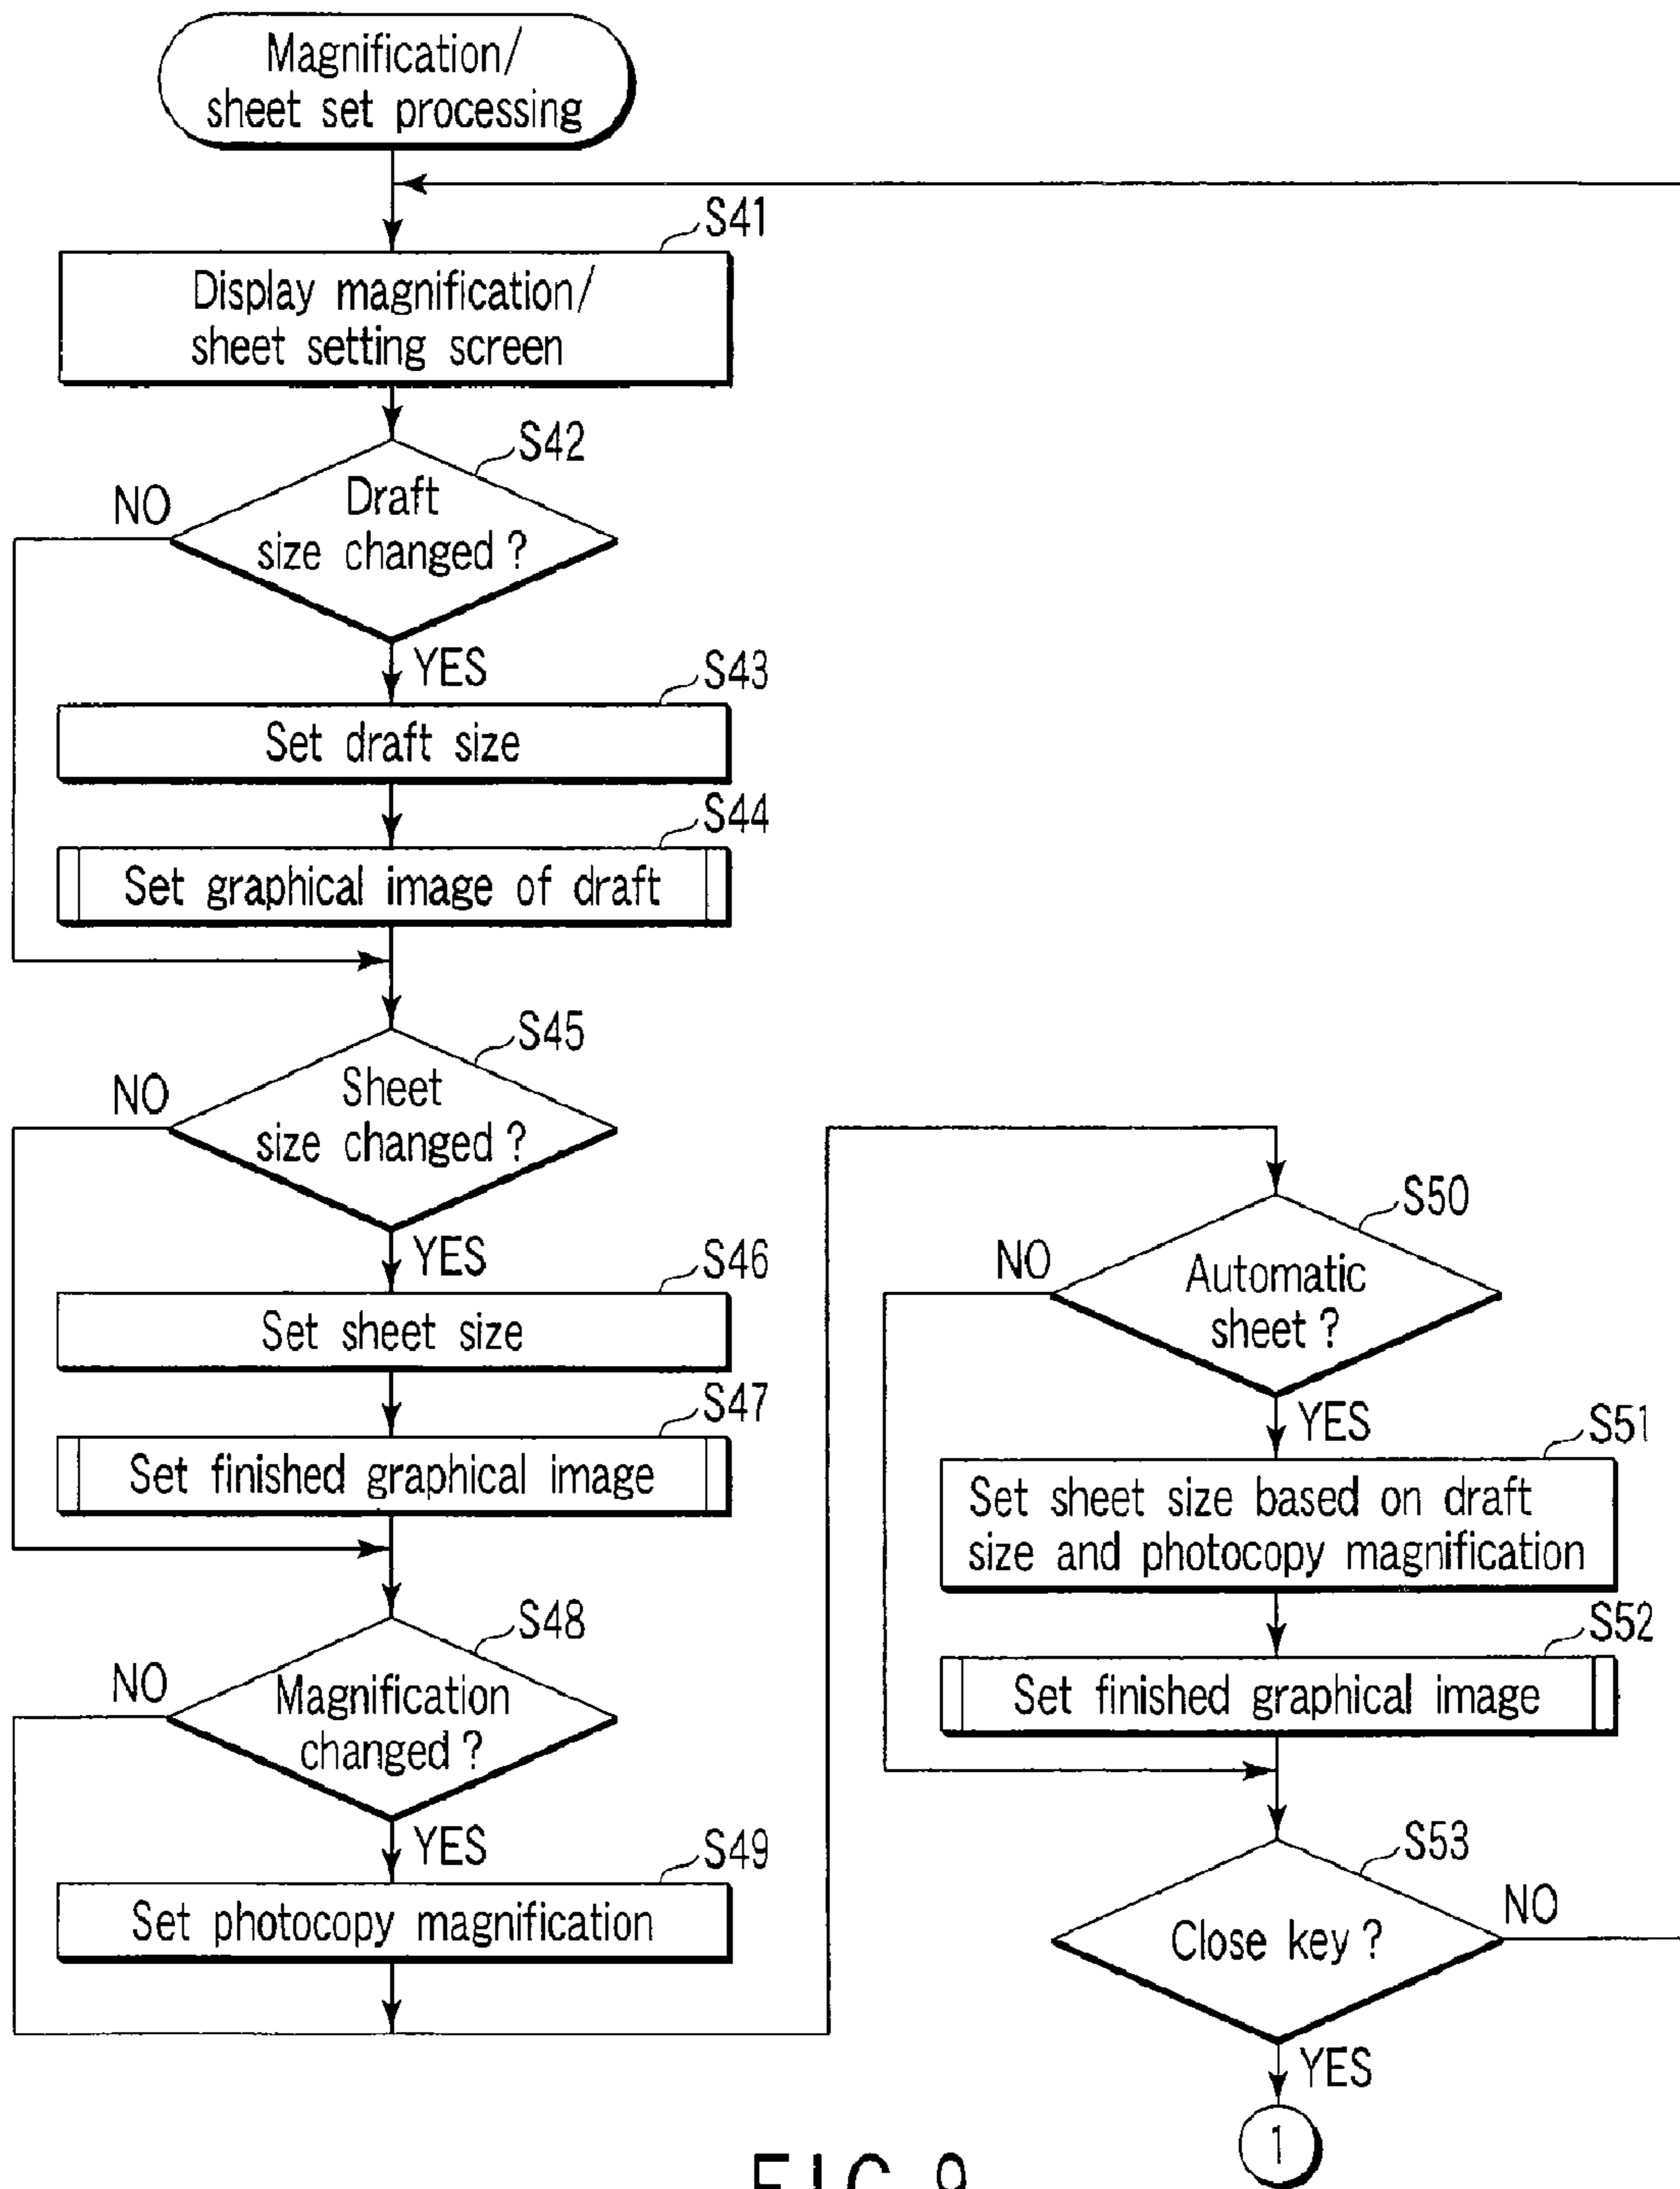 Magnification/
sheet set processing
S41
Display magnification/
sheet setting screen
S42
Draft
size changed ?
NO
YES
S43
Set draft size
S44
Set graphical image of draft
S45
Sheet
size changed ?
NO
YES
S46
Set sheet size
S47
Set finished graphical image
S48
Magnification
changed ?
NO
YES
S49
Set photocopy magnification
S50
Automatic
sheet ?
NO
YES
S51
Set sheet size based on draft
size and photocopy magnification
S52
Set finished graphical image
S53
Close key ?
NO
YES
1